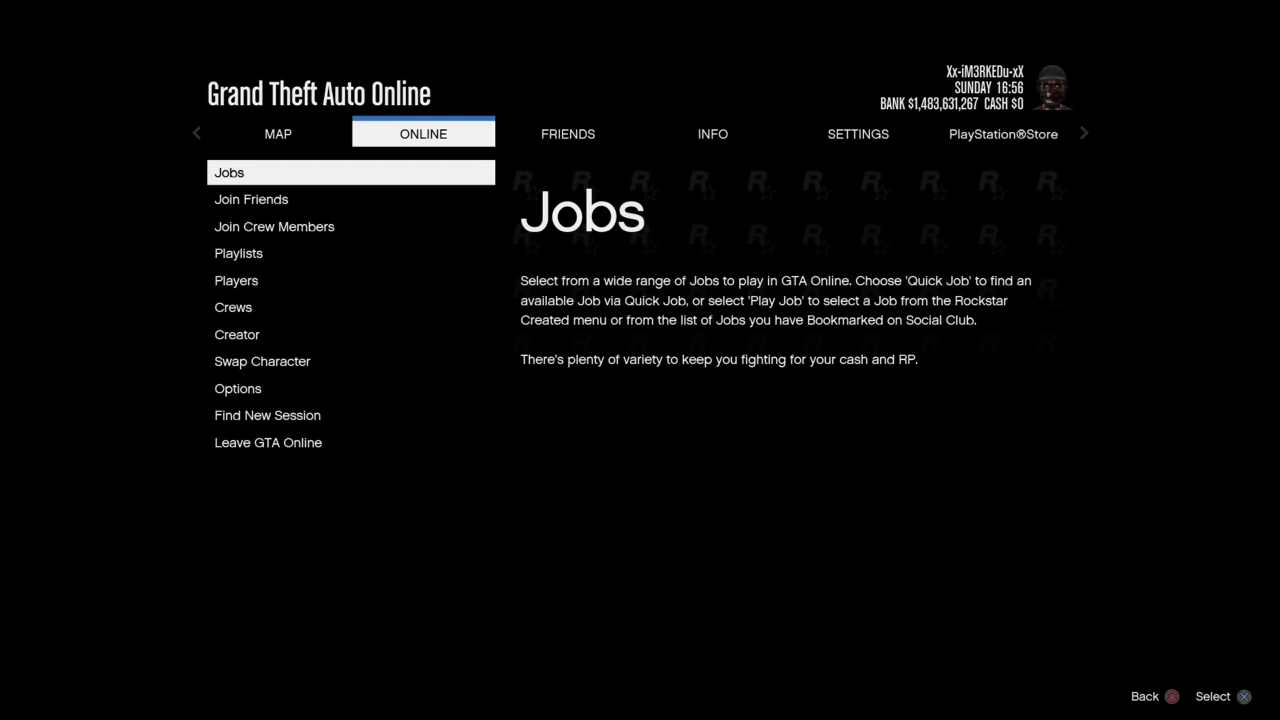 Grand Theft Auto Online
Xx-iM3RKEDu-xX
SUNDAY 16:56
BANK $1,483,631,267 CASH $0
MAP
ONLINE
FRIENDS
INFO
SETTINGS
PlayStation®Store
Jobs
Join Friends
Join Crew Members
Playlists
Players
Crews
Creator
Swap Character
Options
Find New Session
Leave GTA Online
Jobs
Select from a wide range of Jobs to play in GTA Online. Choose 'Quick Job' to find an
available Job via Quick Job, or select 'Play Job' to select a Job from the Rockstar
Created menu or from the list of Jobs you have Bookmarked on Social Club.
There's plenty of variety to keep you fighting for your cash and RP.
Back
Select